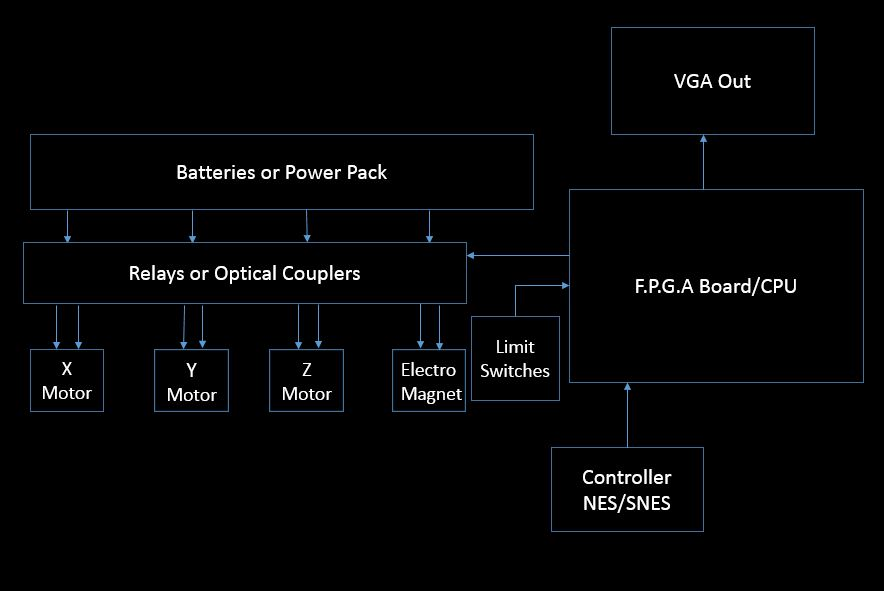 VGA Out
Batteries or Power Pack
Relays or Optical Couplers
F.P.G.A Board/CPU
Limit
Switches
X
Motor
Y
Motor
Z
Motor
Electro
Magnet
Controller
NES/SNES